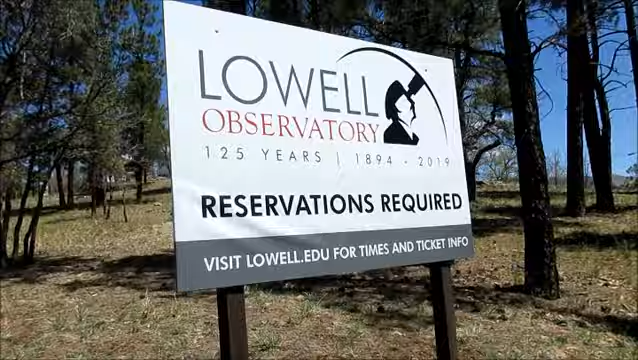 LOWELL
OBSERVATORY
125 YEARS | 1894 - 2019
RESERVATIONS REQUIRED
VISIT LOWELL.EDU FOR TIMES AND TICKET INFO